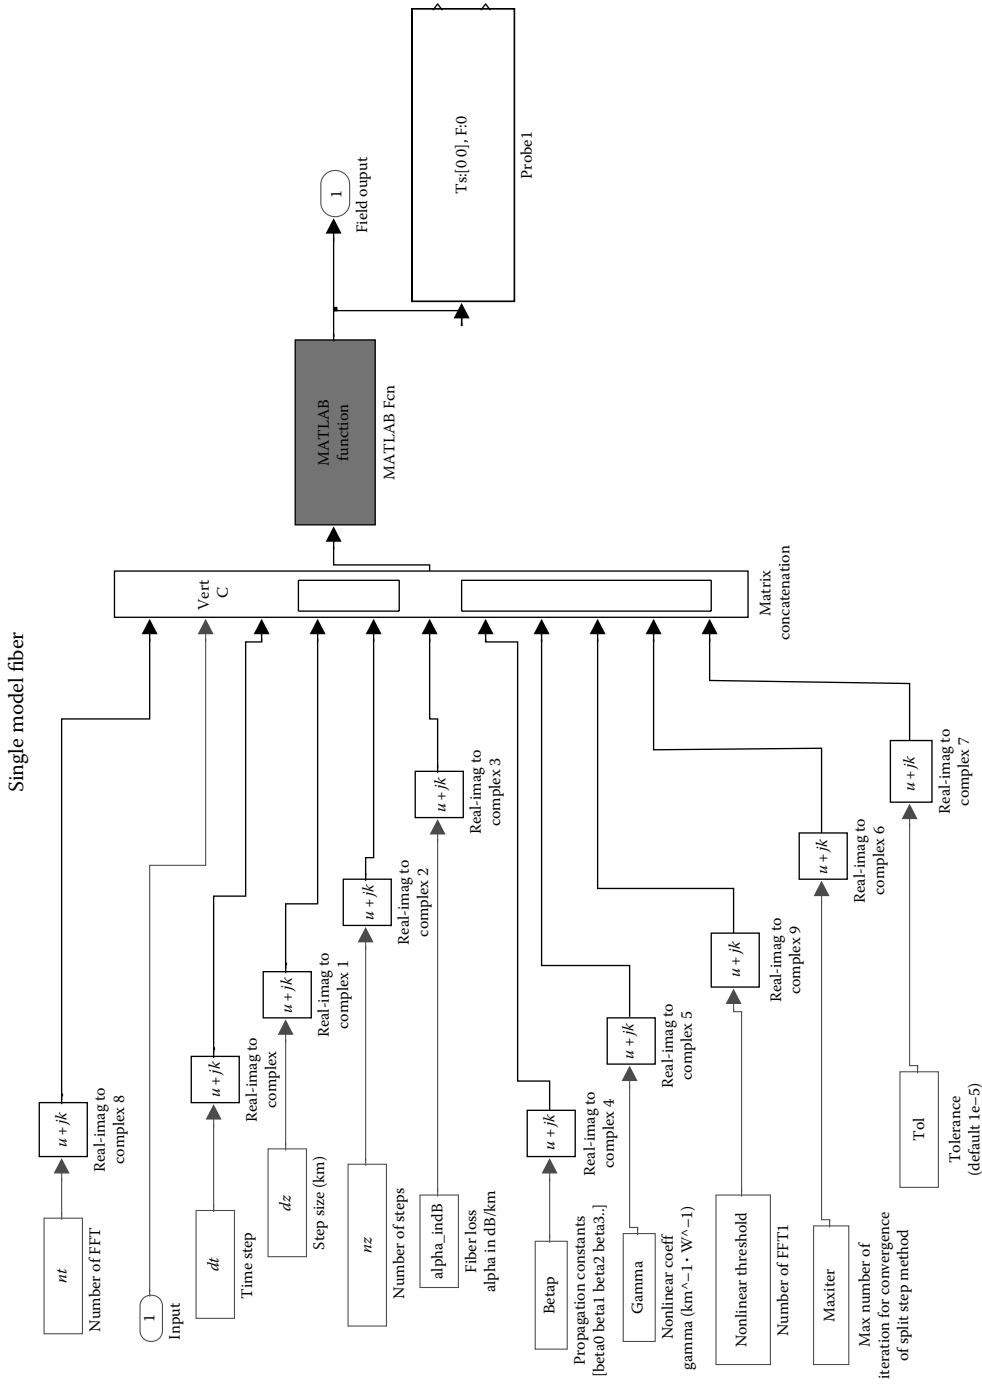 Single model fiber
nt
Number of FFT
u + jk
Real-imag to
complex 8
1
Input
dt
Time step
u + jk
Real-imag to
complex
dz
Step size (km)
u + jk
Real-imag to
complex 1
nz
Number of steps
u + jk
Real-imag to
complex 2
alpha_indB
Fiber loss
alpha in dB/km
u + jk
Real-imag to
complex 3
Betap
Propagation constants
[beta0 beta1 beta2 beta3..]
u + jk
Real-imag to
complex 4
Gamma
Nonlinear coeff
gamma (km^−1 · W^−1)
u + jk
Real-imag to
complex 5
Nonlinear threshold
Number of FFT1
u + jk
Real-imag to
complex 9
Maxiter
Max number of
iteration for convergence
of split step method
u + jk
Real-imag to
complex 6
Tol
Tolerance
(default 1e−5)
u + jk
Real-imag to
complex 7
Vert
C
Matrix
concatenation
MATLAB
function
MATLAB Fcn
1
Field ouput
Ts:[0 0], F:0
Probe1